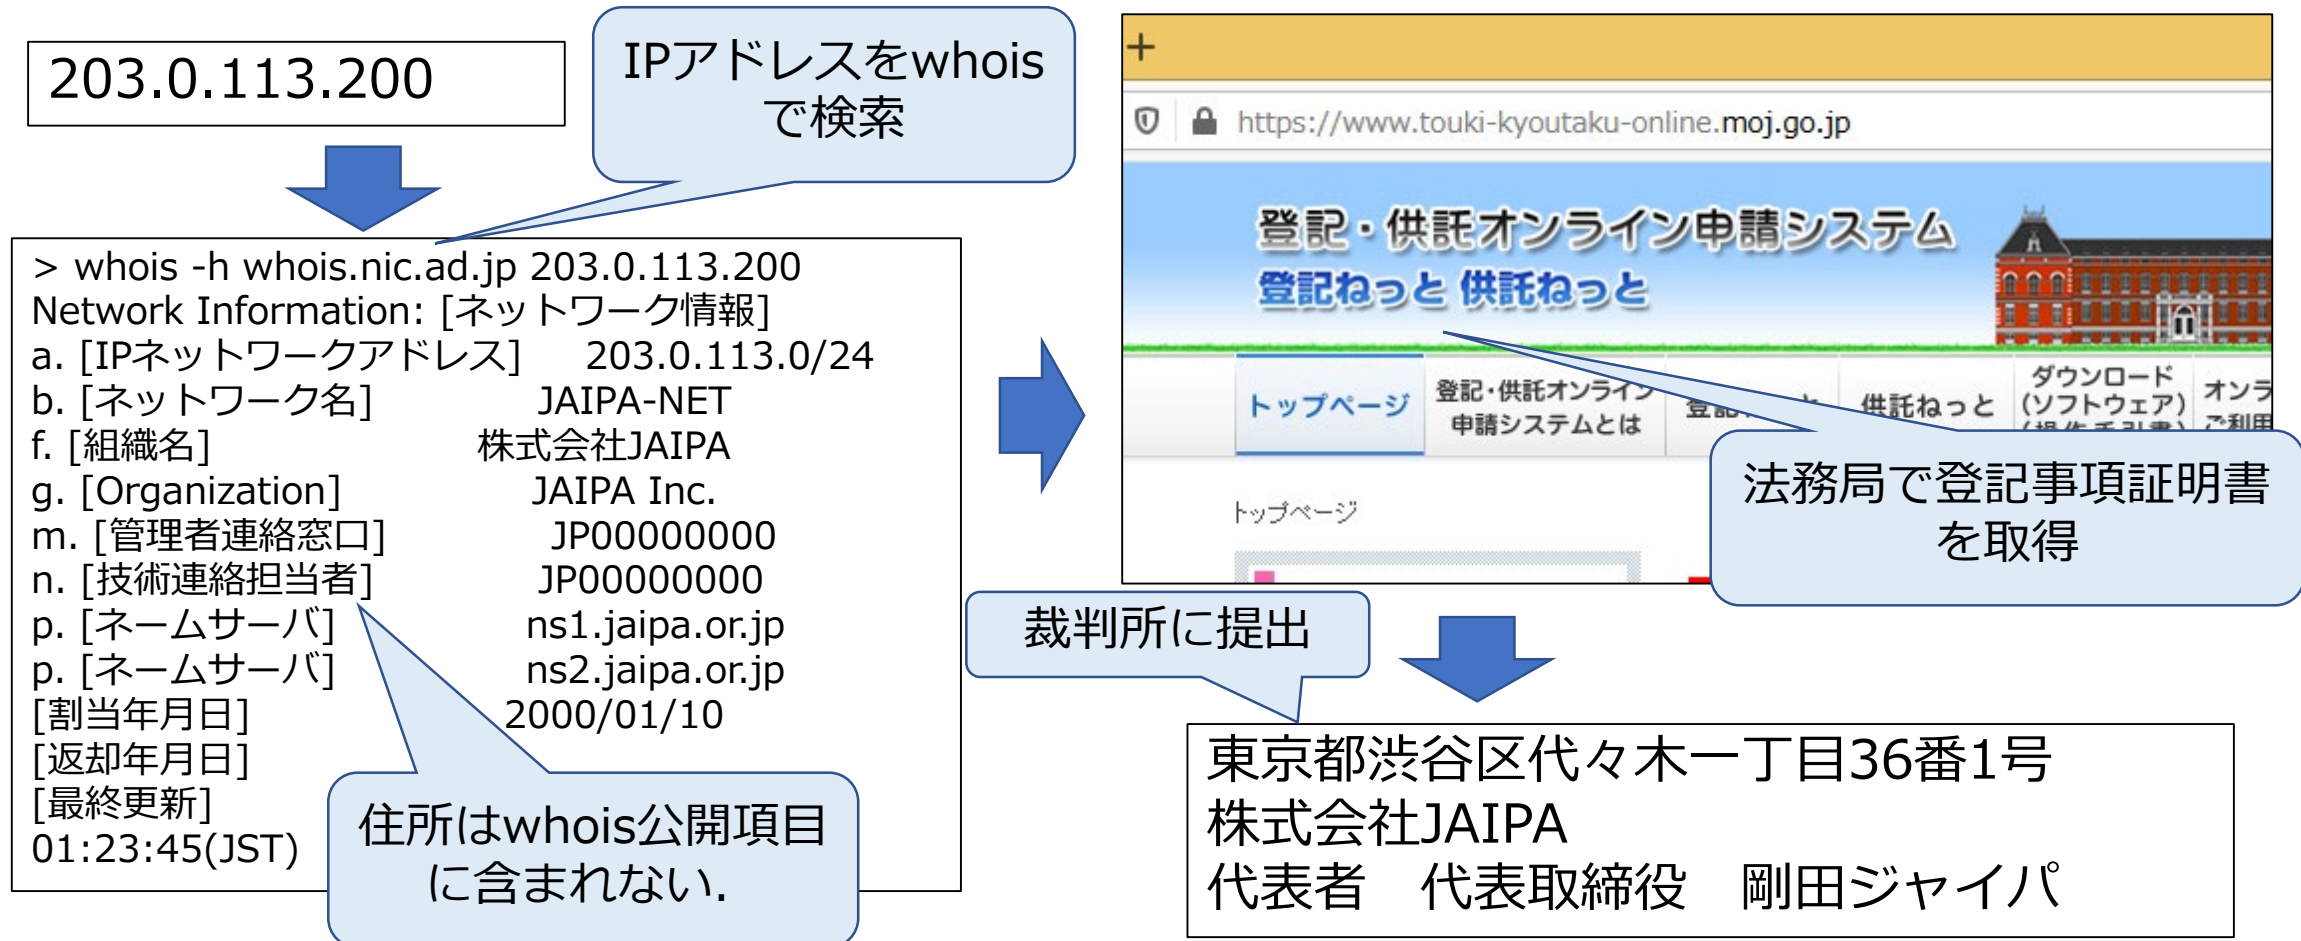 203.0.113.200
IPアドレスをwhois
で検索
> whois -h whois.nic.ad.jp 203.0.113.200
Network Information: [ネットワーク情報]
a. [IPネットワークアドレス] 203.0.113.0/24
b. [ネットワーク名] JAIPA-NET
f. [組織名] 株式会社JAIPA
g. [Organization] JAIPA Inc.
m. [管理者連絡窓口] JP00000000
n. [技術連絡担当者] JP00000000
p. [ネームサーバ] ns1.jaipa.or.jp
p. [ネームサーバ] ns2.jaipa.or.jp
[割当年月日] 2000/01/10
[返却年月日]
[最終更新]
01:23:45(JST)
住所はwhois公開項目
に含まれない.
https://www.touki-kyoutaku-online.moj.go.jp
登記・供託オンライン申請システム
登記ねっと 供託ねっと
トップページ
登記・供託オンライン
申請システムとは
供託ねっと
ダウンロード
(ソフトウェア)
オンラ
ご利用
トップページ
法務局で登記事項証明書
を取得
裁判所に提出
東京都渋谷区代々木一丁目36番1号
株式会社JAIPA
代表者 代表取締役 剛田ジャイパ